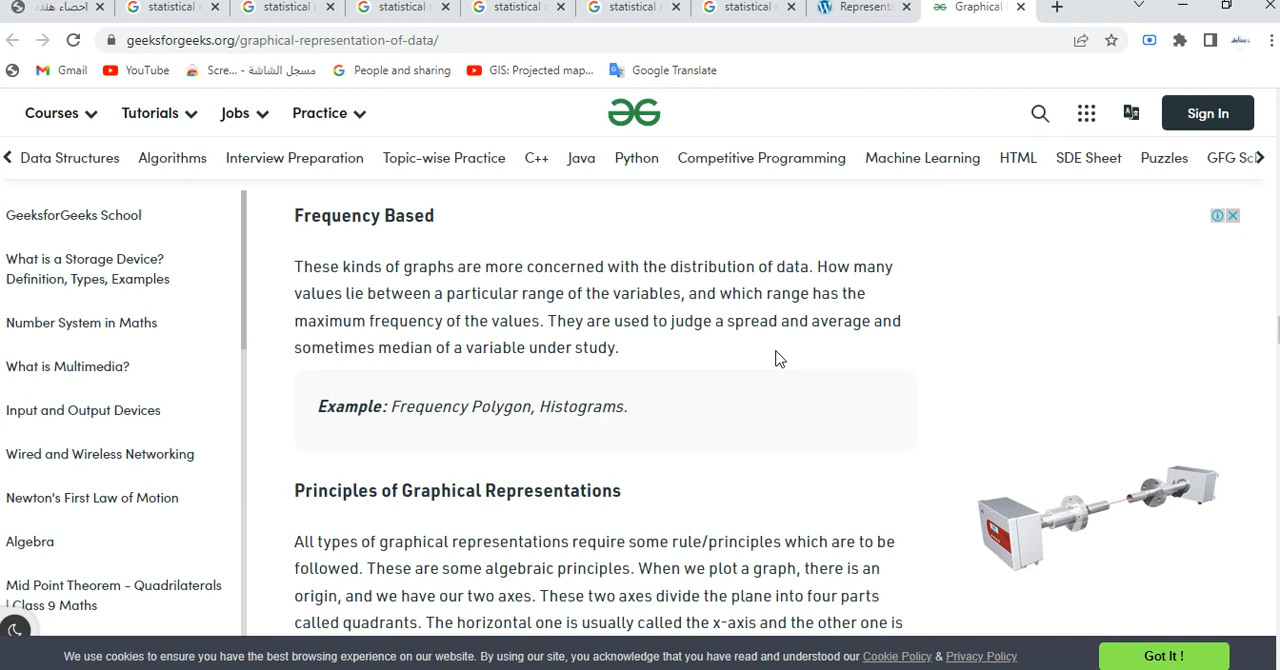 احصاء هند
statistical
statistical
statistical
statistical
statistical
statistical
Representa
Graphical
geeksforgeeks.org/graphical-representation-of-data/
Gmail
YouTube
Scre... - مسجل الشاشة
People and sharing
GIS: Projected map...
Google Translate
Courses
Tutorials
Jobs
Practice
Sign In
Data Structures
Algorithms
Interview Preparation
Topic-wise Practice
C++
Java
Python
Competitive Programming
Machine Learning
HTML
SDE Sheet
Puzzles
GFG Scl
GeeksforGeeks School
What is a Storage Device?
Definition, Types, Examples
Number System in Maths
What is Multimedia?
Input and Output Devices
Wired and Wireless Networking
Newton's First Law of Motion
Algebra
Mid Point Theorem - Quadrilaterals
| Class 9 Maths
Frequency Based
These kinds of graphs are more concerned with the distribution of data. How many
values lie between a particular range of the variables, and which range has the
maximum frequency of the values. They are used to judge a spread and average and
sometimes median of a variable under study.
Example: Frequency Polygon, Histograms.
Principles of Graphical Representations
All types of graphical representations require some rule/principles which are to be
followed. These are some algebraic principles. When we plot a graph, there is an
origin, and we have our two axes. These two axes divide the plane into four parts
called quadrants. The horizontal one is usually called the x-axis and the other one is
We use cookies to ensure you have the best browsing experience on our website. By using our site, you acknowledge that you have read and understood our Cookie Policy & Privacy Policy
Got It !